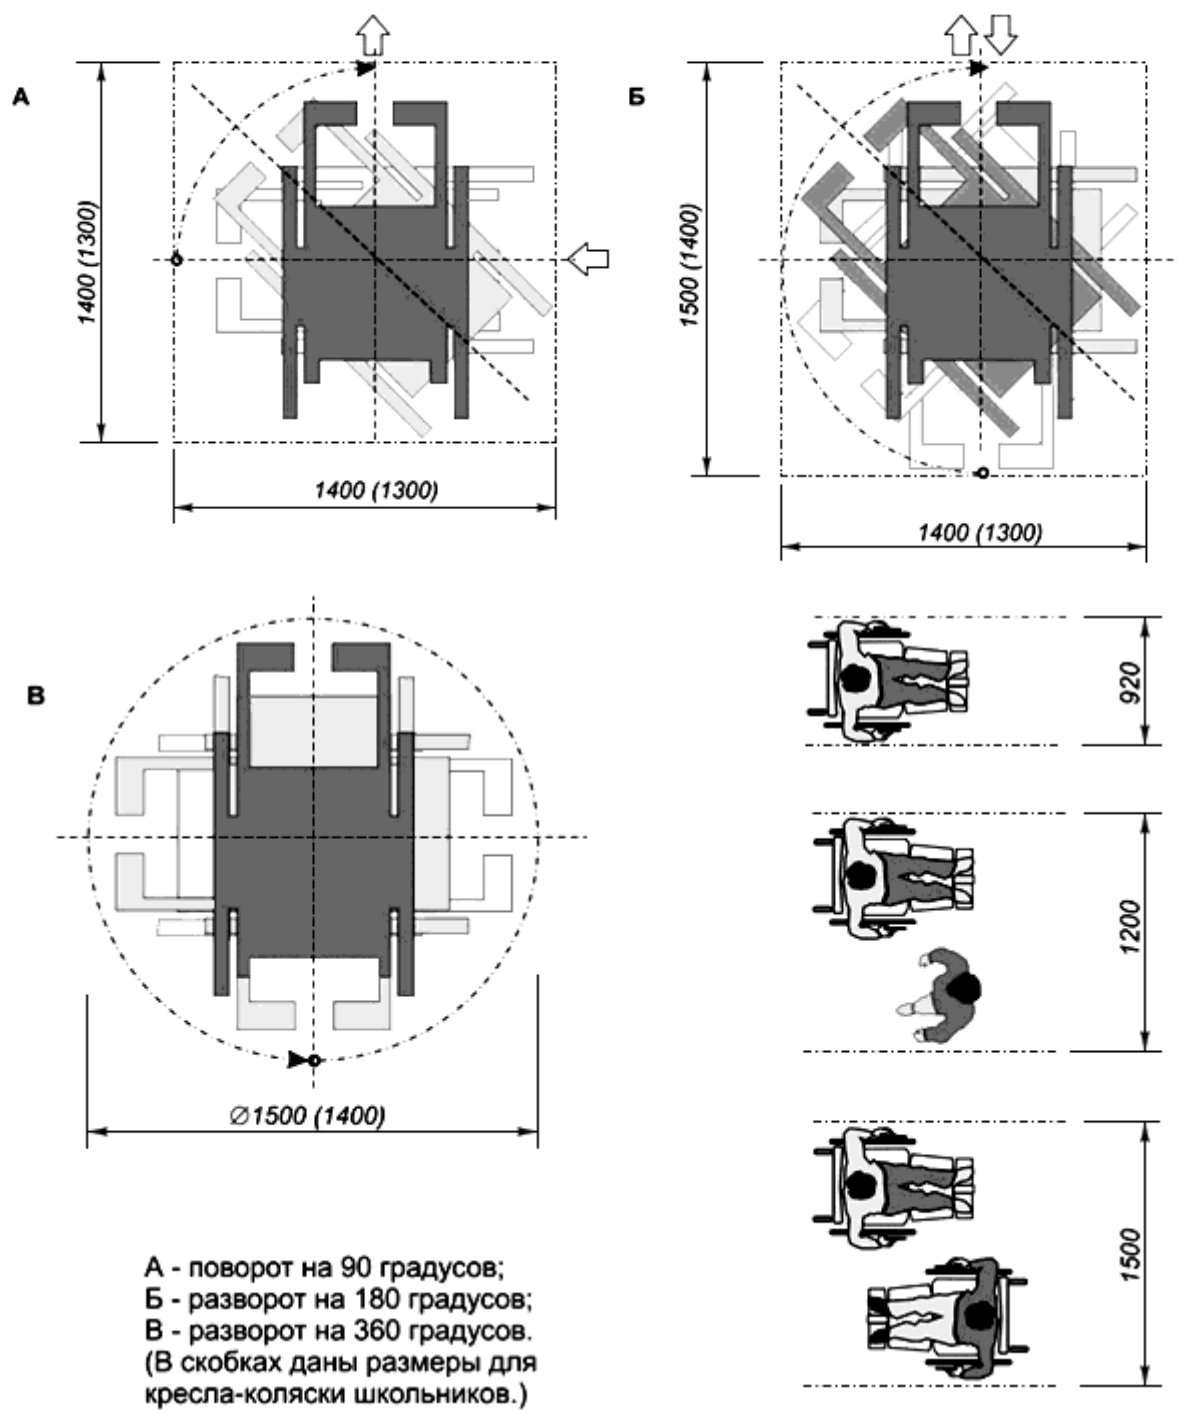 А
1400 (1300)
1400 (1300)
Б
1500 (1400)
1400 (1300)
В
⌀1500 (1400)
920
1200
1500
А - поворот на 90 градусов;
Б - разворот на 180 градусов;
В - разворот на 360 градусов.
(В скобках даны размеры для
кресла-коляски школьников.)